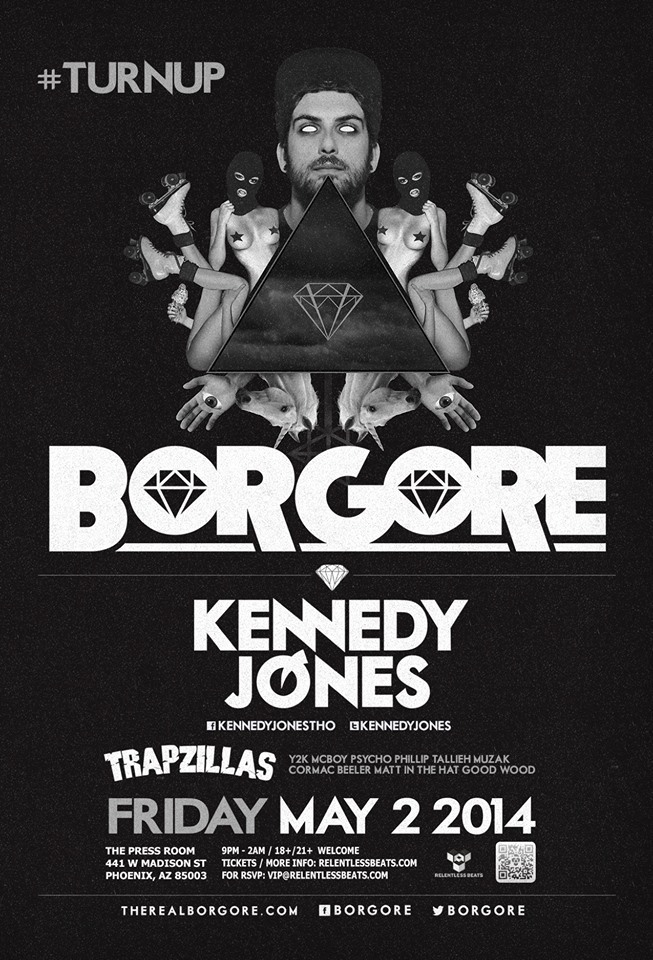 #TURNUP
BORGORE
KENNEDY
JØNES
KENNEDYJONESTHO KENNEDYJONES
TRAPZILLAS
Y2K MCBOY PSYCHO PHILLIP TALLIEH MUZAK
CORMAC BEELER MATT IN THE HAT GOOD WOOD
FRIDAY MAY 2 2014
THE PRESS ROOM
441 W MADISON ST
PHOENIX, AZ 85003
9PM - 2AM / 18+/21+ WELCOME
TICKETS / MORE INFO: RELENTLESSBEATS.COM
FOR RSVP: VIP@RELENTLESSBEATS.COM
RELENTLESS BEATS
THEREALBORGORE.COM BORGORE BORGORE